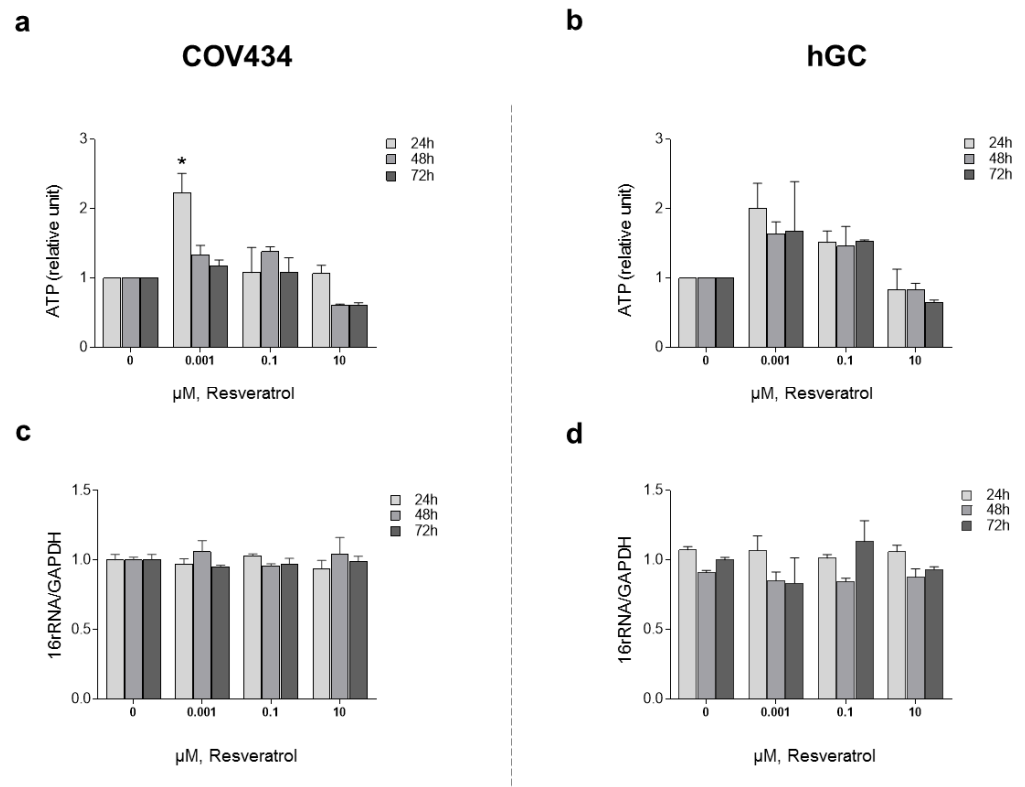 a
COV434
3
2
1
0
ATP (relative unit)
*
24h
48h
72h
0 0.001 0.1 10
µM, Resveratrol
b
hGC
3
2
1
0
ATP (relative unit)
24h
48h
72h
0 0.001 0.1 10
µM, Resveratrol
c
1.5
1.0
0.5
0.0
16rRNA/GAPDH
24h
48h
72h
0 0.001 0.1 10
µM, Resveratrol
d
1.5
1.0
0.5
0.0
16rRNA/GAPDH
24h
48h
72h
0 0.001 0.1 10
µM, Resveratrol